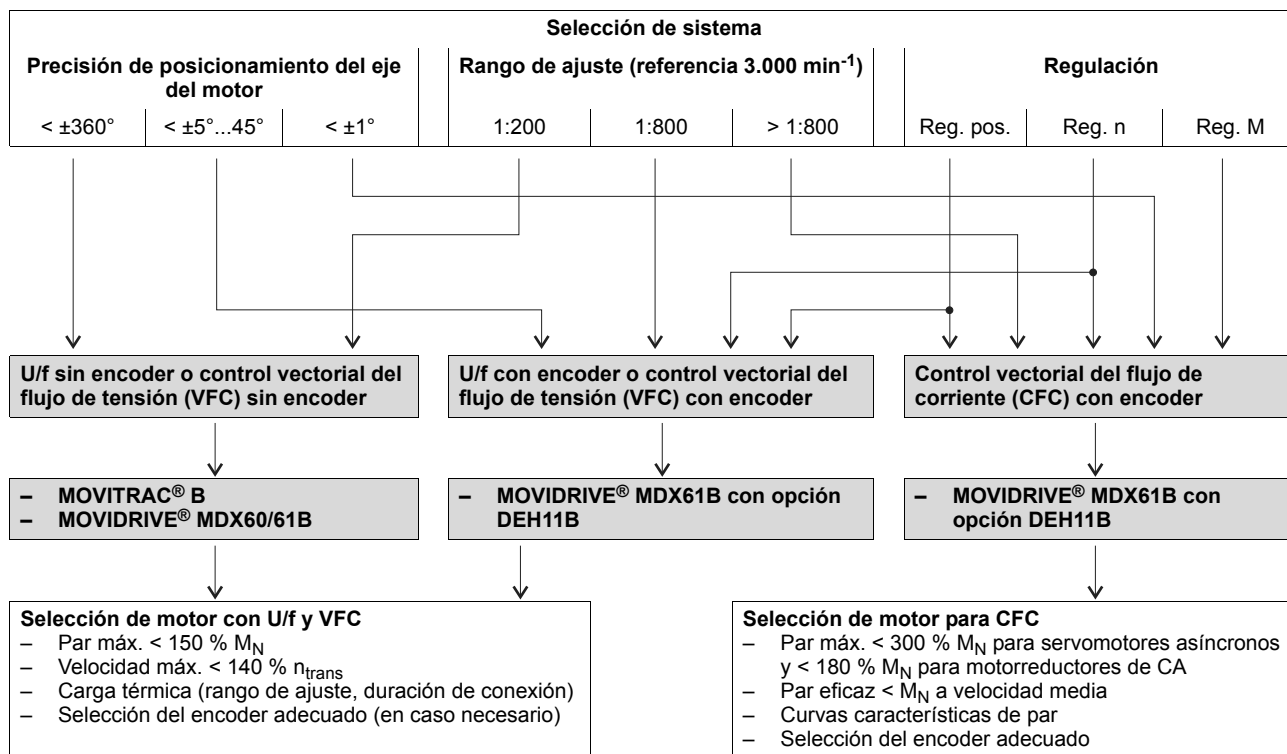 Selección de sistema
Precisión de posicionamiento del eje
del motor
Rango de ajuste (referencia 3.000 min⁻¹)
Regulación
< ±360°
< ±5°...45°
< ±1°
1:200
1:800
> 1:800
Reg. pos.
Reg. n
Reg. M
U/f sin encoder o control vectorial del
flujo de tensión (VFC) sin encoder
U/f con encoder o control vectorial del
flujo de tensión (VFC) con encoder
Control vectorial del flujo de
corriente (CFC) con encoder
– MOVITRAC® B
– MOVIDRIVE® MDX60/61B
– MOVIDRIVE® MDX61B con opción
DEH11B
– MOVIDRIVE® MDX61B con
opción DEH11B
Selección de motor con U/f y VFC
– Par máx. < 150 % M_N
– Velocidad máx. < 140 % n_trans
– Carga térmica (rango de ajuste, duración de conexión)
– Selección del encoder adecuado (en caso necesario)
Selección de motor para CFC
– Par máx. < 300 % M_N para servomotores asíncronos
y < 180 % M_N para motorreductores de CA
– Par eficaz < M_N a velocidad media
– Curvas características de par
– Selección del encoder adecuado